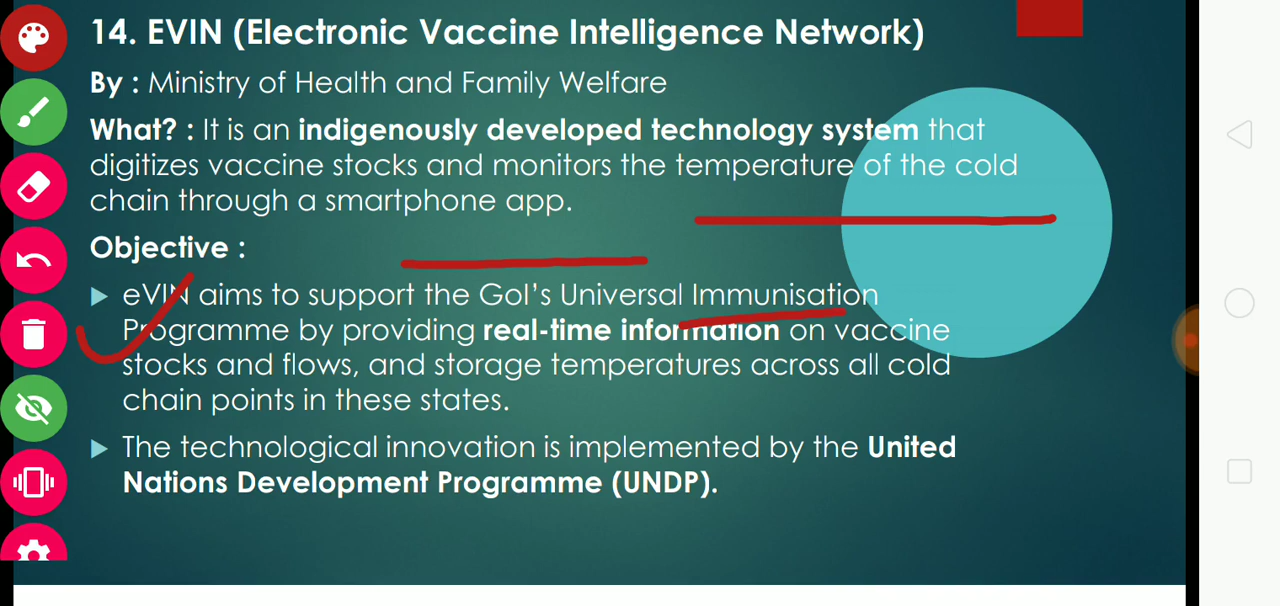 14. EVIN (Electronic Vaccine Intelligence Network)
By : Ministry of Health and Family Welfare
What? : It is an indigenously developed technology system that
digitizes vaccine stocks and monitors the temperature of the cold
chain through a smartphone app.
Objective :
eVIN aims to support the GoI's Universal Immunisation
Programme by providing real-time information on vaccine
stocks and flows, and storage temperatures across all cold
chain points in these states.
The technological innovation is implemented by the United
Nations Development Programme (UNDP).